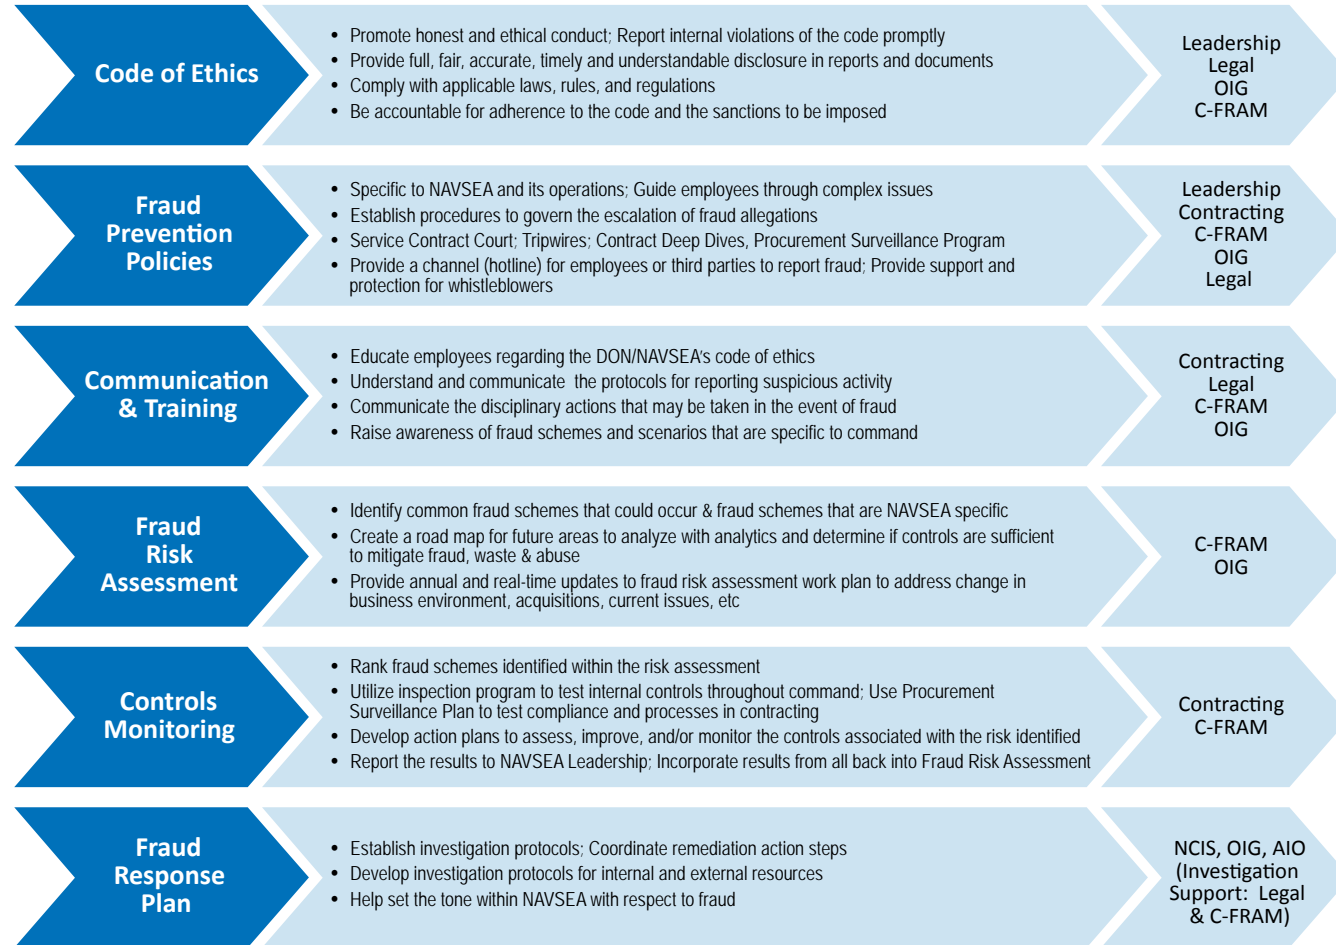 Code of Ethics
• Promote honest and ethical conduct; Report internal violations of the code promptly
• Provide full, fair, accurate, timely and understandable disclosure in reports and documents
• Comply with applicable laws, rules, and regulations
• Be accountable for adherence to the code and the sanctions to be imposed
Leadership
Legal
OIG
C-FRAM
Fraud
Prevention
Policies
• Specific to NAVSEA and its operations; Guide employees through complex issues
• Establish procedures to govern the escalation of fraud allegations
• Service Contract Court; Tripwires; Contract Deep Dives, Procurement Surveillance Program
• Provide a channel (hotline) for employees or third parties to report fraud; Provide support and
protection for whistleblowers
Leadership
Contracting
C-FRAM
OIG
Legal
Communication
& Training
• Educate employees regarding the DON/NAVSEA's code of ethics
• Understand and communicate the protocols for reporting suspicious activity
• Communicate the disciplinary actions that may be taken in the event of fraud
• Raise awareness of fraud schemes and scenarios that are specific to command
Contracting
Legal
C-FRAM
OIG
Fraud
Risk
Assessment
• Identify common fraud schemes that could occur & fraud schemes that are NAVSEA specific
• Create a road map for future areas to analyze with analytics and determine if controls are sufficient
to mitigate fraud, waste & abuse
• Provide annual and real-time updates to fraud risk assessment work plan to address change in
business environment, acquisitions, current issues, etc
C-FRAM
OIG
Controls
Monitoring
• Rank fraud schemes identified within the risk assessment
• Utilize inspection program to test internal controls throughout command; Use Procurement
Surveillance Plan to test compliance and processes in contracting
• Develop action plans to assess, improve, and/or monitor the controls associated with the risk identified
• Report the results to NAVSEA Leadership; Incorporate results from all back into Fraud Risk Assessment
Contracting
C-FRAM
Fraud
Response
Plan
• Establish investigation protocols; Coordinate remediation action steps
• Develop investigation protocols for internal and external resources
• Help set the tone within NAVSEA with respect to fraud
NCIS, OIG, AIO
(Investigation
Support: Legal
& C-FRAM)